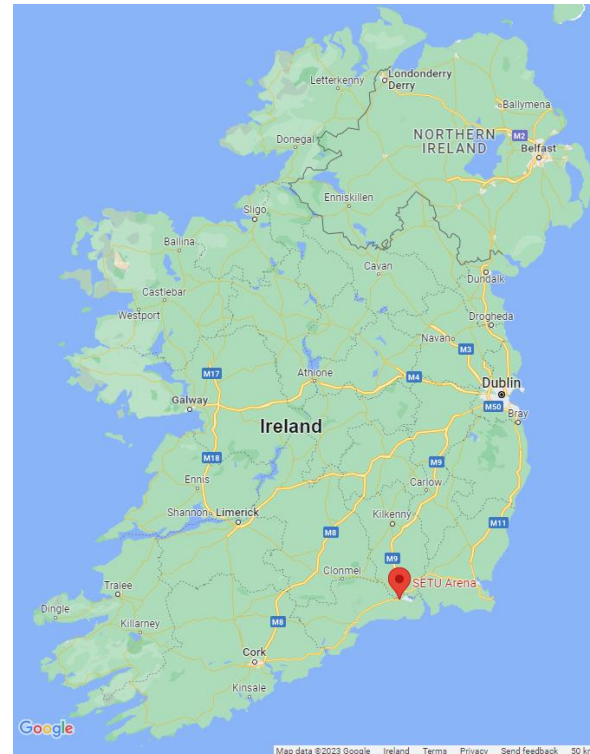 Letterkenny
Londonderry
Derry
Ballymena
M2
NORTHERN
IRELAND
Belfast
Donegal
Enniskillen
Sligo
Ballina
Cavan
Dundalk
Castlebar
Westport
Drogheda
Navan
M3
M17
Athlone
M4
Dublin
Galway
M50
Bray
Ireland
M18
M9
Ennis
Carlow
Shannon
Limerick
M8
Kilkenny
M11
M9
Clonmel
SETU Arena
Tralee
Dingle
Killarney
M8
Cork
Kinsale
Google
Map data ©2023 Google Ireland Terms Privacy Send feedback 50 km